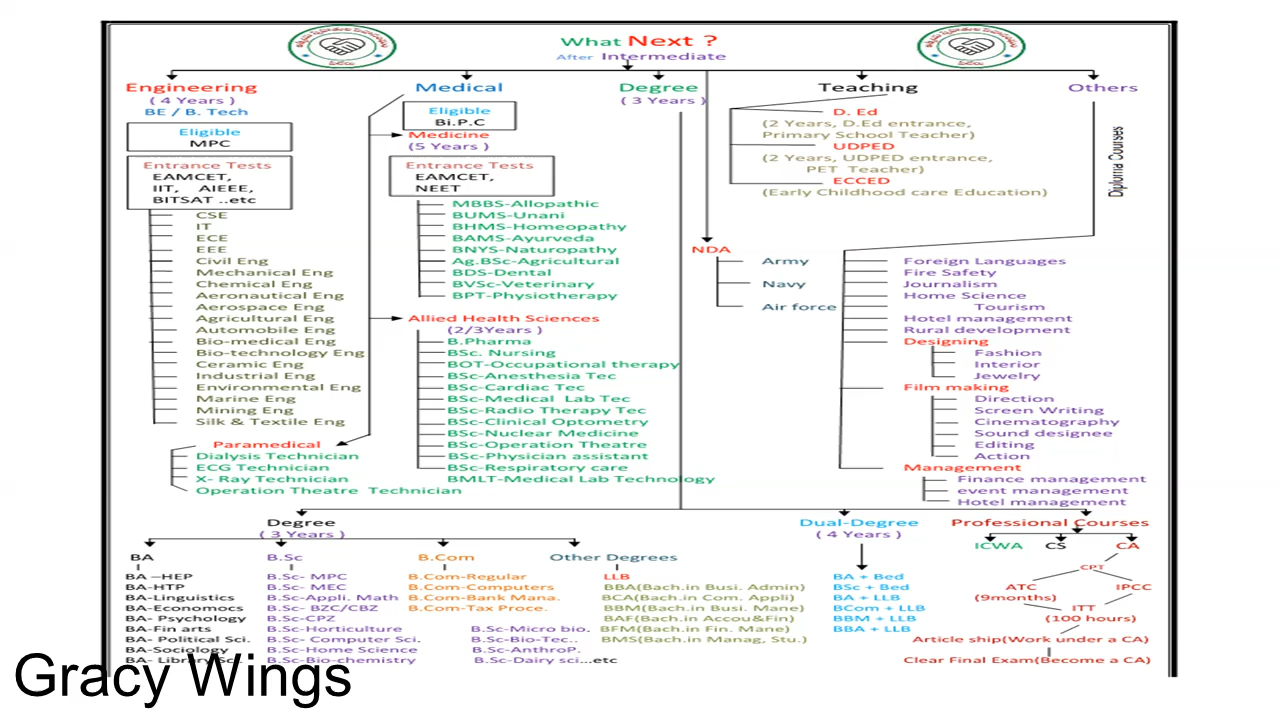 What Next ?
After Intermediate
Engineering
( 4 Years )
BE / B. Tech
Eligible
MPC
Entrance Tests
EAMCET,
IIT, AIEEE,
BITSAT ..etc
CSE
IT
ECE
EEE
Civil Eng
Mechanical Eng
Chemical Eng
Aeronautical Eng
Aerospace Eng
Agricultural Eng
Automobile Eng
Bio-medical Eng
Bio-technology Eng
Ceramic Eng
Industrial Eng
Environmental Eng
Marine Eng
Mining Eng
Silk & Textile Eng
Paramedical
Dialysis Technician
ECG Technician
X- Ray Technician
Operation Theatre Technician
Medical
Eligible
Bi.P.C
Medicine
(5 Years )
Entrance Tests
EAMCET,
NEET
MBBS-Allopathic
BUMS-Unani
BHMS-Homeopathy
BAMS-Ayurveda
BNYS-Naturopathy
Ag.BSc-Agricultural
BDS-Dental
BVSc-Veterinary
BPT-Physiotherapy
Allied Health Sciences
(2/3Years )
B.Pharma
BSc. Nursing
BOT-Occupational therapy
BSc-Anesthesia Tec
BSc-Cardiac Tec
BSc-Medical Lab Tec
BSc-Radio Therapy Tec
BSc-Clinical Optometry
BSc-Nuclear Medicine
BSc-Operation Theatre
BSc-Physician assistant
BSc-Respiratory care
BMLT-Medical Lab Technology
Degree
( 3 Years )
NDA
Army
Navy
Air force
Teaching
D. Ed
(2 Years, D.Ed entrance,
Primary School Teacher)
UDPED
(2 Years, UDPED entrance,
PET Teacher)
ECCED
(Early Childhood care Education)
Others
Diploma Courses
Foreign Languages
Fire Safety
Journalism
Home Science
Tourism
Hotel management
Rural development
Designing
Fashion
Interior
Jewelry
Film making
Direction
Screen Writing
Cinematography
Sound designee
Editing
Action
Management
Finance management
event management
Hotel management
Degree
( 3 Years )
BA
BA –HEP
BA-HTP
BA-Linguistics
BA-Economocs
BA- Psychology
BA-Fin arts
BA- Political Sci.
BA-Sociology
BA- Library Sc.
B.Sc
B.Sc- MPC
B.Sc- MEC
B.Sc-Appli. Math
B.Sc- BZC/CBZ
B.Sc-CPZ
B.Sc-Horticulture
B.Sc- Computer Sci.
B.Sc-Home Science
B.Sc-Bio-chemistry
B.Com
B.Com-Regular
B.Com-Computers
B.Com-Bank Mana.
B.Com-Tax Proce.
B.Sc-Micro bio.
B.Sc-Bio-Tec..
B.Sc-AnthroP.
B.Sc-Dairy sci...etc
Other Degrees
LLB
BBA(Bach.in Busi. Admin)
BCA(Bach.in Com. Appli)
BBM(Bach.in Busi. Mane)
BAF(Bach.in Accou&Fin)
BFM(Bach.in Fin. Mane)
BMS(Bach.in Manag, Stu.)
Dual-Degree
( 4 Years )
BA + Bed
BSc + Bed
BA + LLB
BCom + LLB
BBM + LLB
BBA + LLB
Professional Courses
ICWA CS CA
CPT
ATC IPCC
(9months)
ITT
(100 hours)
Article ship(Work under a CA)
Clear Final Exam(Become a CA)
Gracy Wings